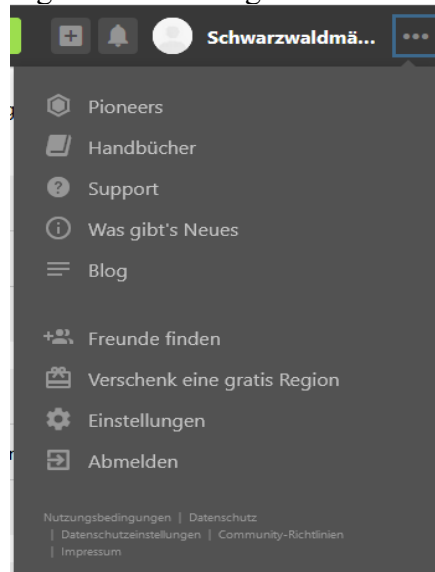 Schwarzwaldmä...
Pioneers
Handbücher
Support
Was gibt's Neues
Blog
Freunde finden
Verschenk eine gratis Region
Einstellungen
Abmelden
Nutzungsbedingungen | Datenschutz
| Datenschutzeinstellungen | Community-Richtlinien
| Impressum